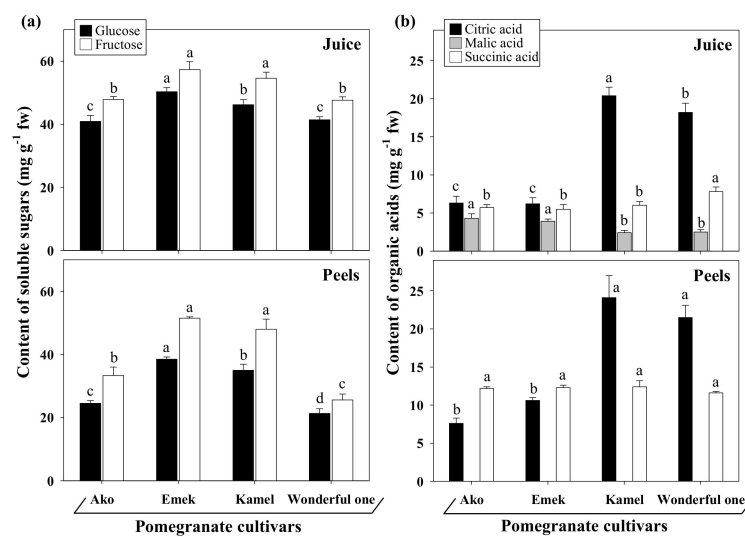 (a)
Glucose
Fructose
Juice
60
40
20
0
c b a a b a c b
Peels
60
40
20
0
c b a a b a d c
Content of soluble sugars (mg g⁻¹ fw)
Ako Emek Kamel Wonderful one
Pomegranate cultivars
(b)
Citric acid
Malic acid
Succinic acid
Juice
25
20
15
10
5
0
c a b c a b a b b b b a
Peels
25
20
15
10
5
0
b a b a a a a a
Content of organic acids (mg g⁻¹ fw)
Ako Emek Kamel Wonderful one
Pomegranate cultivars